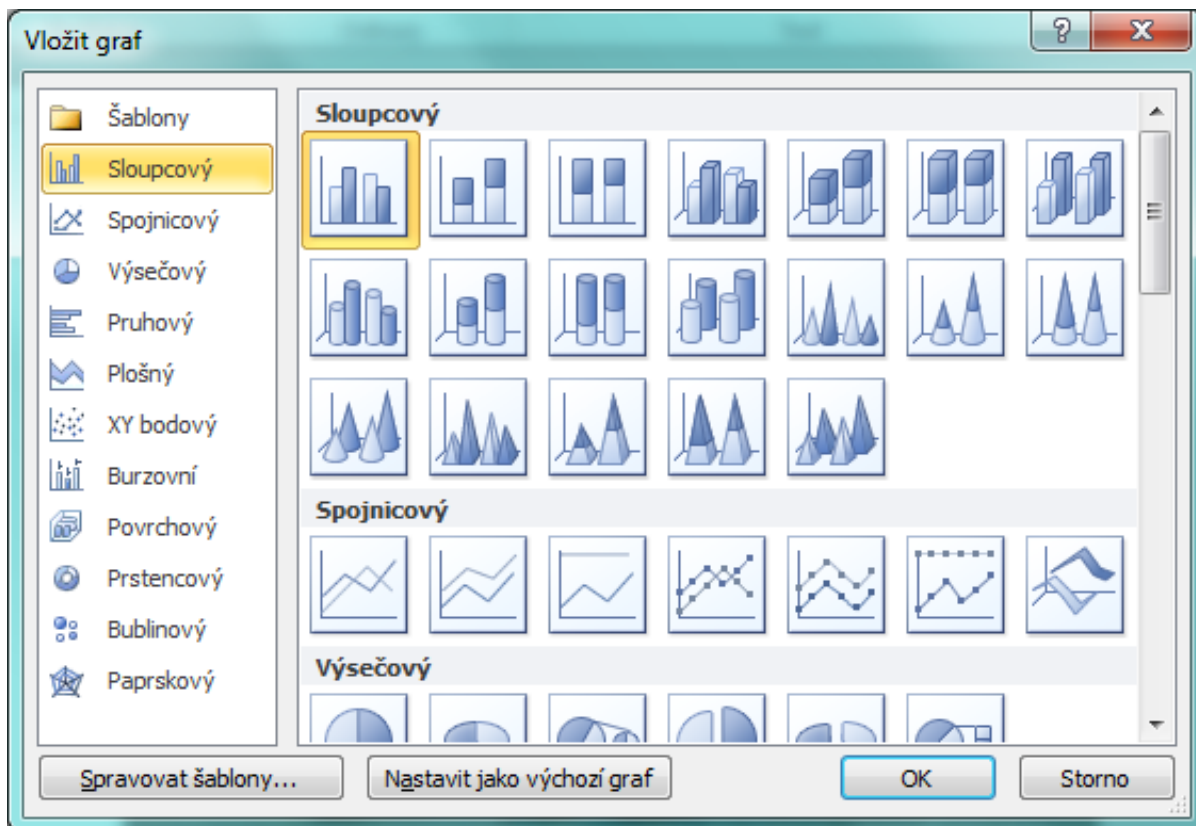 Vložit graf
Šablony
Sloupcový
Spojnicový
Výsečový
Pruhový
Plošný
XY bodový
Burzovní
Povrchový
Prstencový
Bublinový
Paprskový
Sloupcový
Spojnicový
Výsečový
Spravovat šablony...
Nastavit jako výchozí graf
OK
Storno